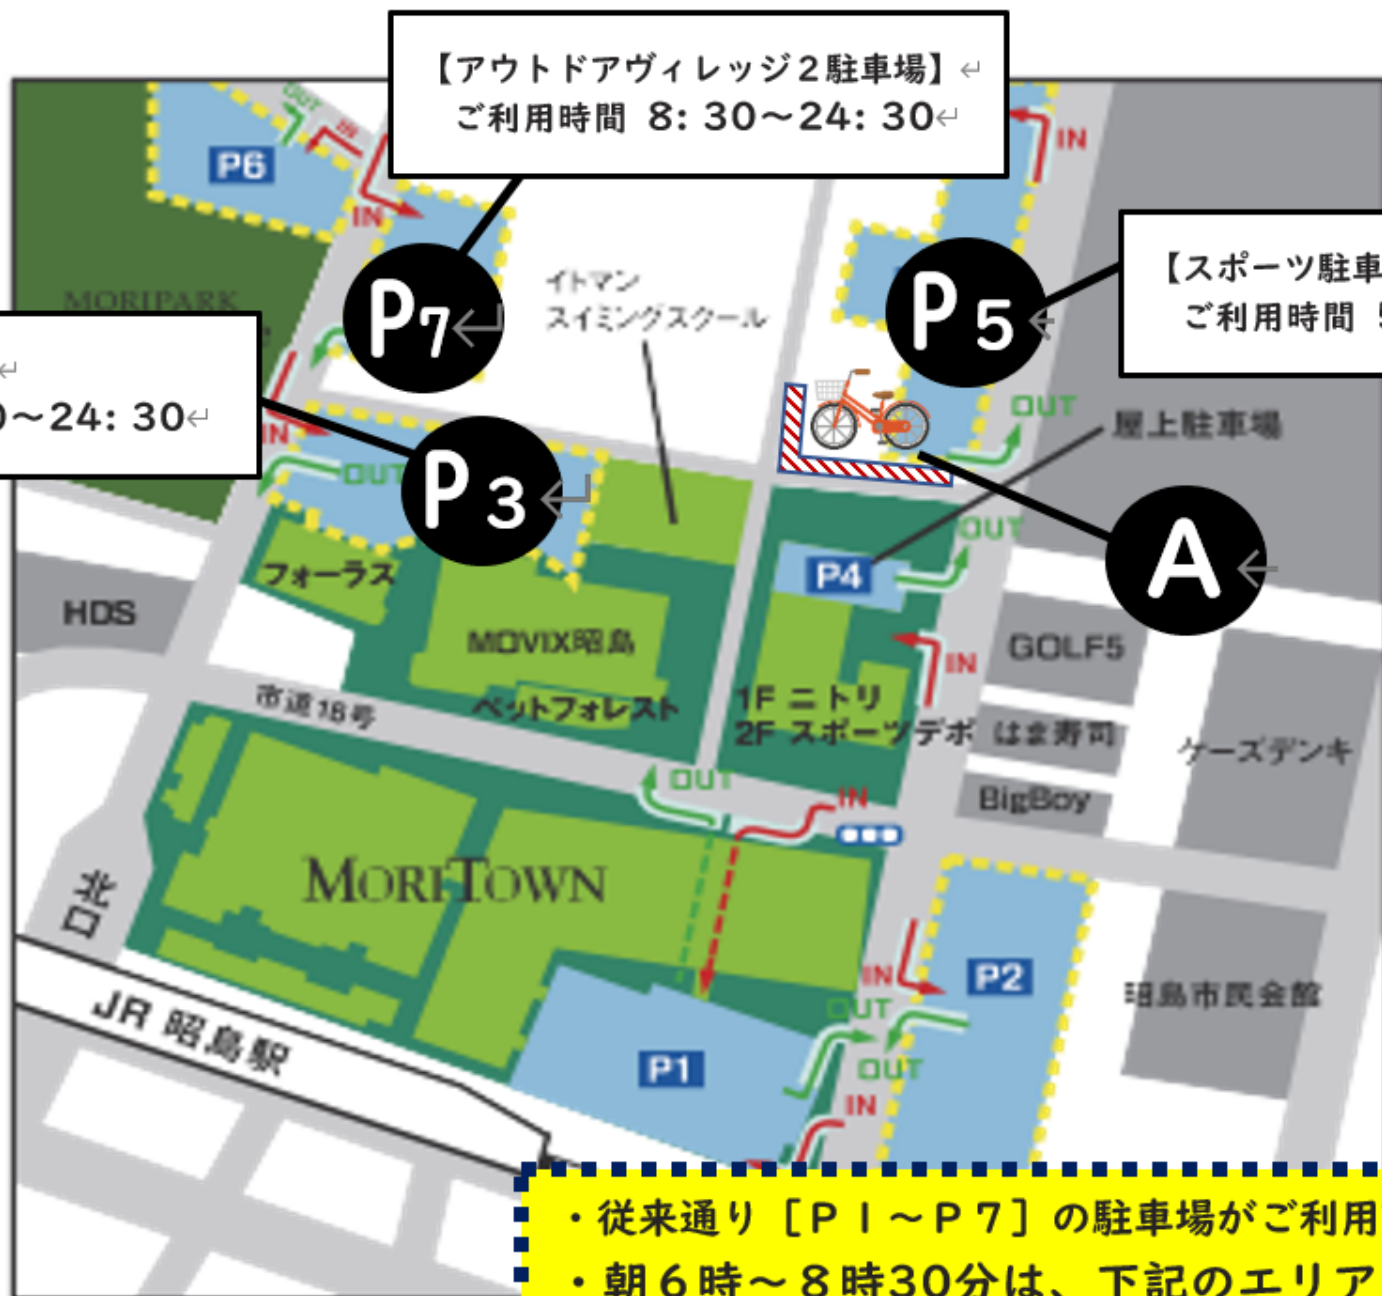 【アウトドアヴィレッジ２駐車場】
ご利用時間 8:30～24:30
OUT
IN
P6
IN
IN
【スポーツ駐車
ご利用時間
MORIPARK
イトマン
スイミングスクール
P7
P5
0～24:30
OUT
屋上駐車場
IN
OUT
P3
OUT
A
P4
フォーラス
HDS
MOVIX昭島
GOLF5
IN
1F ニトリ
2F スポーツデポ
市道18号
ペットフォレスト
はま寿司
ケーズデンキ
OUT
IN
BigBoy
MORITOWN
北口
IN
P2
昭島市民会館
OUT
JR 昭島駅
P1
OUT
IN
・従来通り［Ｐ１～Ｐ７］の駐車場がご利用
・朝６時～８時30分は、下記のエリア